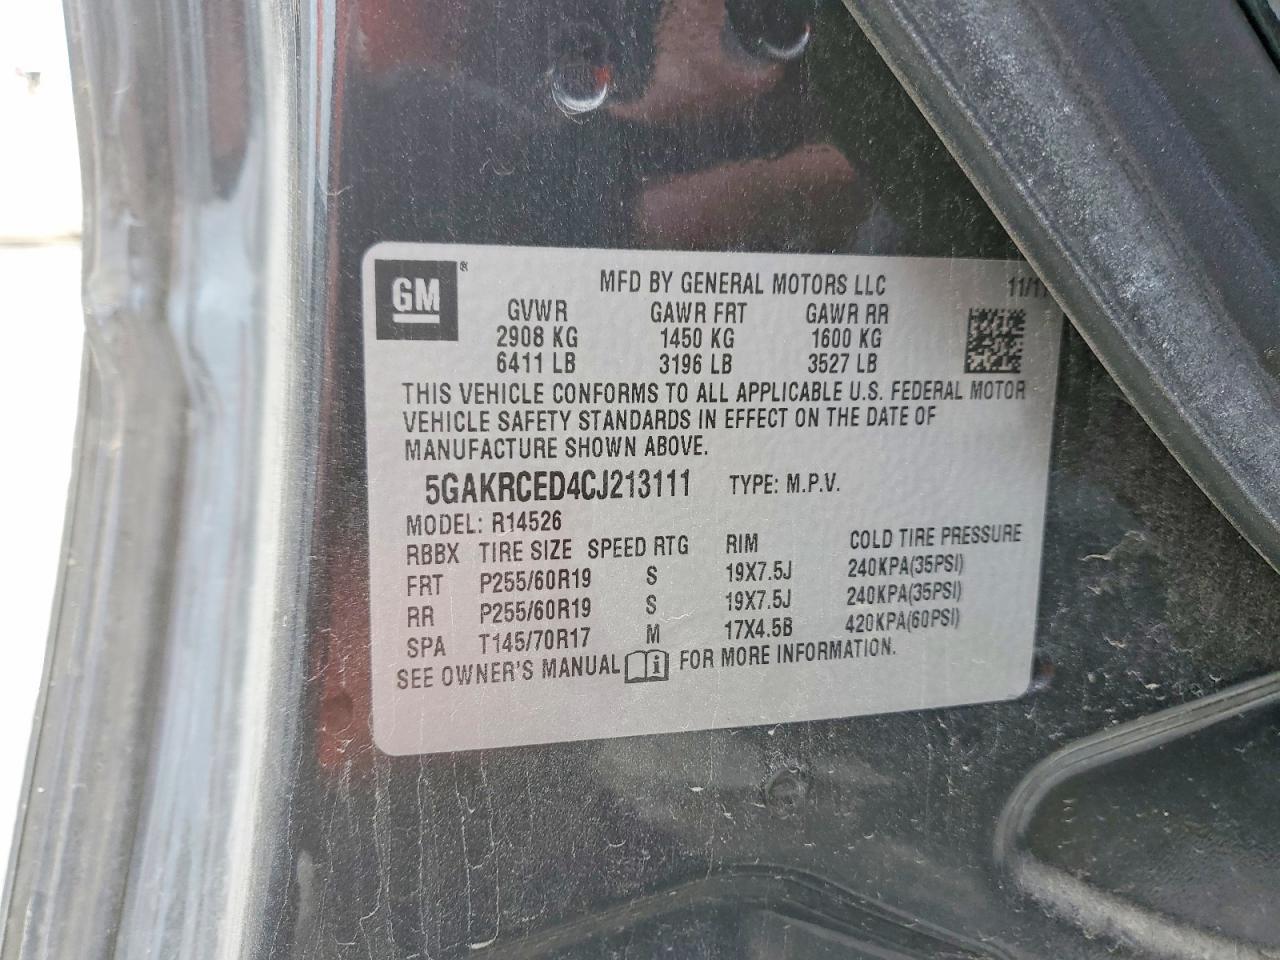 GM® MFD BY GENERAL MOTORS LLC 11/11
GVWR GAWR FRT GAWR RR
2908 KG 1450 KG 1600 KG
6411 LB 3196 LB 3527 LB
THIS VEHICLE CONFORMS TO ALL APPLICABLE U.S. FEDERAL MOTOR
VEHICLE SAFETY STANDARDS IN EFFECT ON THE DATE OF
MANUFACTURE SHOWN ABOVE.
5GAKRCED4CJ213111 TYPE: M.P.V.
MODEL: R14526
RBBX TIRE SIZE SPEED RTG RIM COLD TIRE PRESSURE
FRT P255/60R19 S 19X7.5J 240KPA(35PSI)
RR P255/60R19 S 19X7.5J 240KPA(35PSI)
SPA T145/70R17 M 17X4.5B 420KPA(60PSI)
SEE OWNER'S MANUAL FOR MORE INFORMATION.